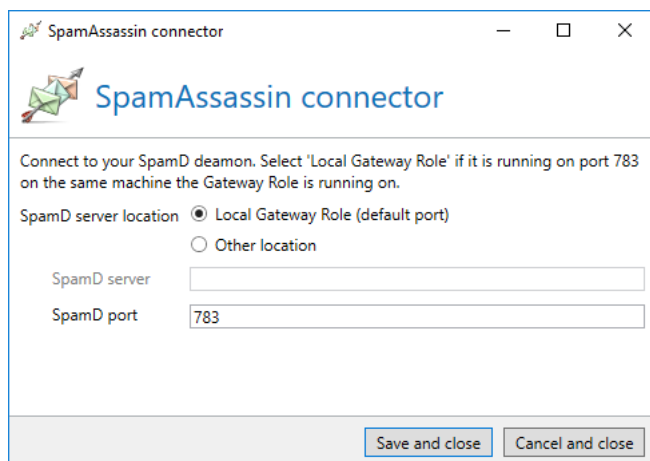 SpamAssassin connector
SpamAssassin connector
Connect to your SpamD deamon. Select 'Local Gateway Role' if it is running on port 783
on the same machine the Gateway Role is running on.
SpamD server location Local Gateway Role (default port)
Other location
SpamD server
SpamD port 783
Save and close Cancel and close